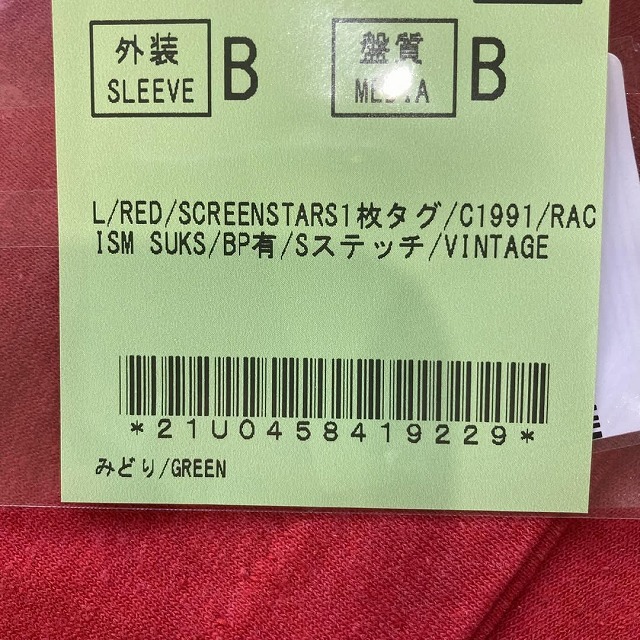 外装 盤質
SLEEVE B MEDIA B
L/RED/SCREENSTARS1枚タグ/C1991/RAC
ISM SUKS/BP有/Sステッチ/VINTAGE
*21U0458419229*
みどり/GREEN